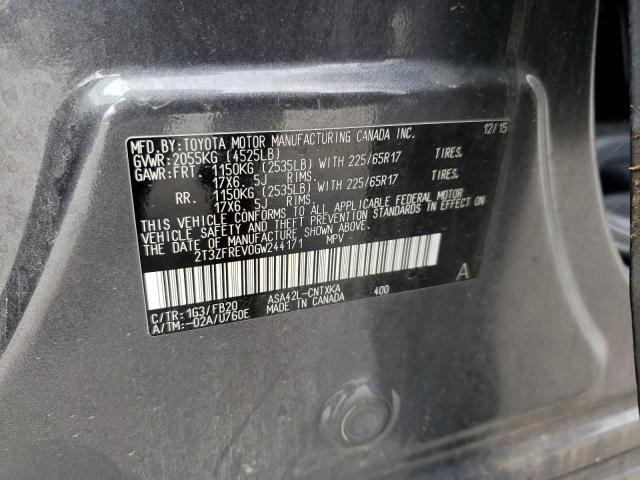 MFD.BY:TOYOTA MOTOR MANUFACTURING CANADA INC. 12/15
GVWR:2055KG (4525LB)
GAWR:FRT. 1150KG (2535LB) WITH 225/65R17 TIRES.
17X6 5J RIMS.
RR. 1150KG (2535LB) WITH 225/65R17 TIRES.
17X6 5J RIMS.
THIS VEHICLE CONFORMS TO ALL APPLICABLE FEDERAL MOTOR
VEHICLE SAFETY AND THEFT PREVENTION STANDARDS IN EFFECT ON
THE DATE OF MANUFACTURE SHOWN ABOVE.
2T3ZFREV0GW244171 MPV
A
C/TR: 1G3/FB20 ASA42L-CNTXKA 400
A/TM:-02A/U760E MADE IN CANADA